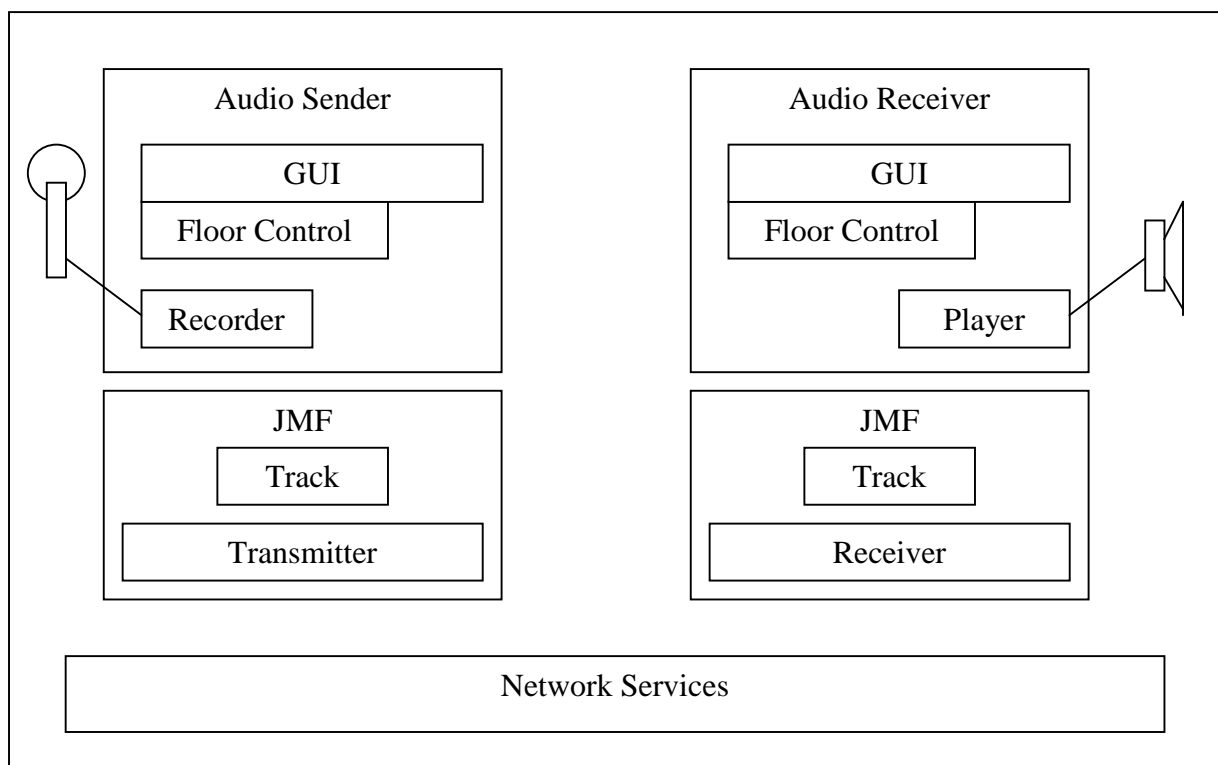 Audio Sender
GUI
Floor Control
Recorder
JMF
Track
Transmitter
Audio Receiver
GUI
Floor Control
Player
JMF
Track
Receiver
Network Services